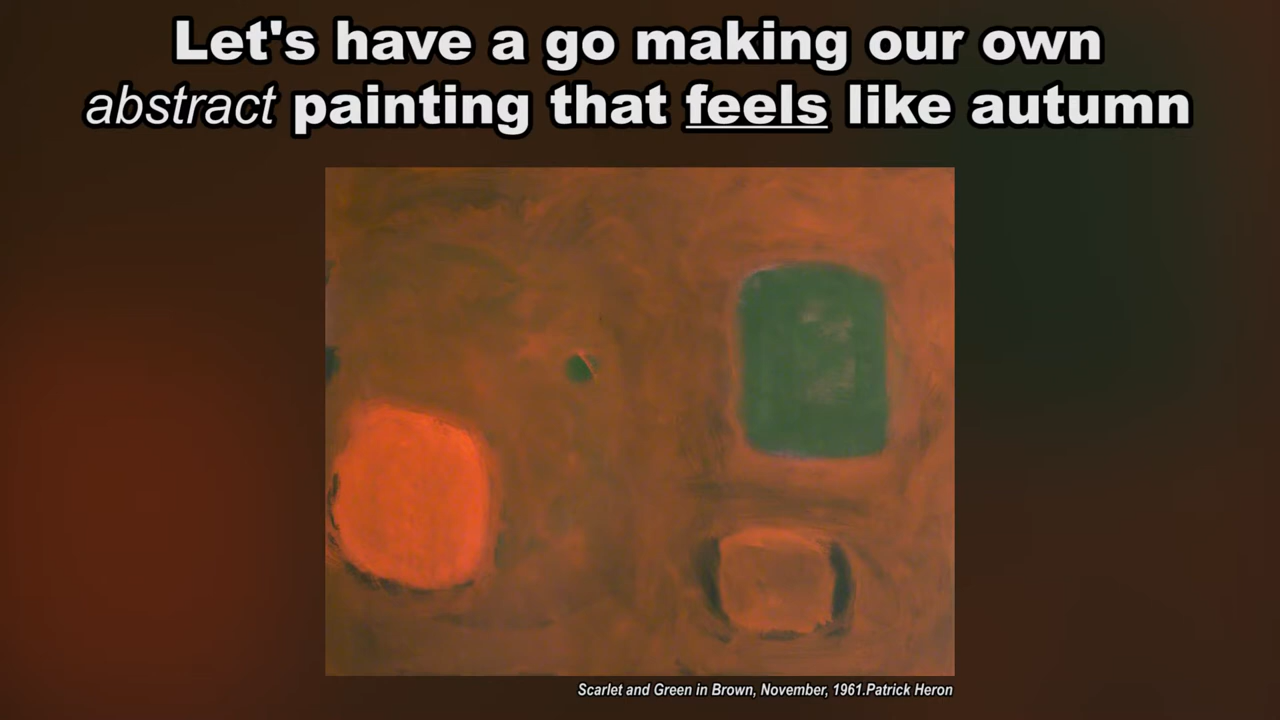 Let's have a go making our own
abstract painting that feels like autumn
Scarlet and Green in Brown, November, 1961.Patrick Heron